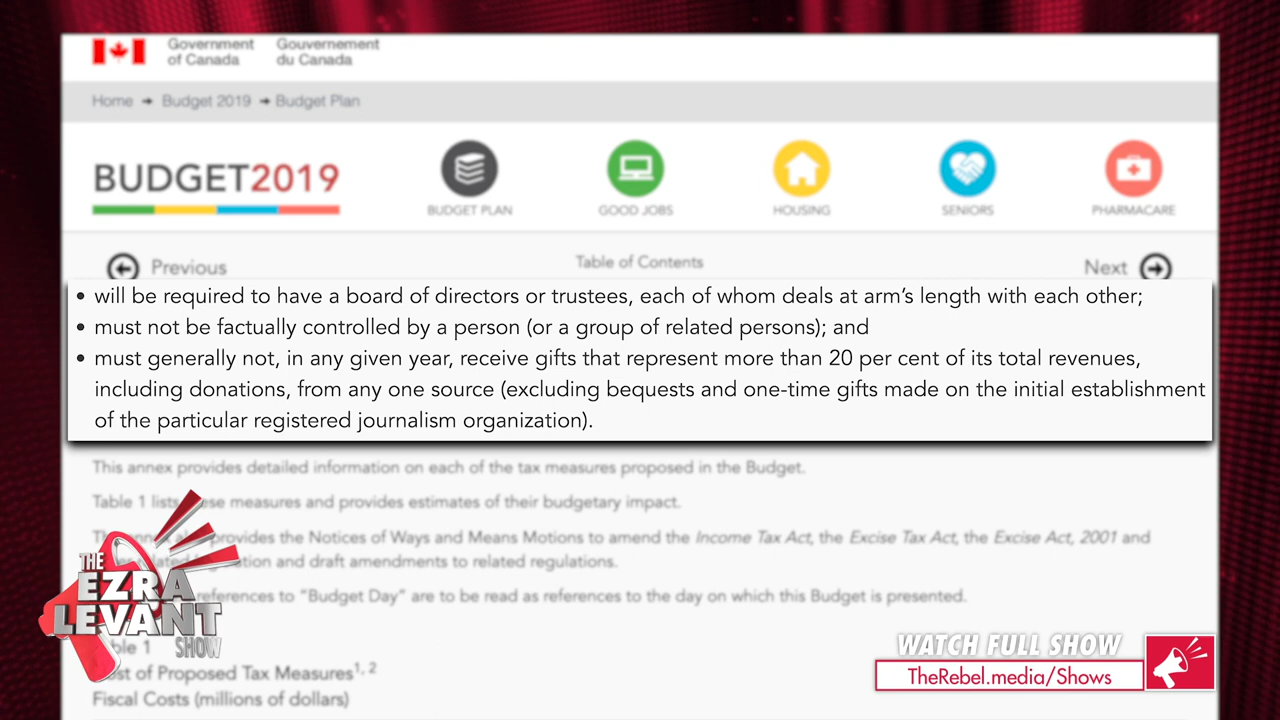 Government Gouvernement
of Canada du Canada
Home Budget 2019 Budget Plan
BUDGET2019
BUDGET PLAN GOOD JOBS HOUSING SENIORS PHARMACARE
Previous Table of Contents Next
• will be required to have a board of directors or trustees, each of whom deals at arm's length with each other;
• must not be factually controlled by a person (or a group of related persons); and
• must generally not, in any given year, receive gifts that represent more than 20 per cent of its total revenues,
including donations, from any one source (excluding bequests and one-time gifts made on the initial establishment
of the particular registered journalism organization).
This annex provides detailed information on each of the tax measures proposed in the Budget.
Table 1 lists these measures and provides estimates of their budgetary impact.
provides the Notices of Ways and Means Motions to amend the Income Tax Act, the Excise Tax Act, the Excise Act, 2001 and
and draft amendments to related regulations.
references to "Budget Day" are to be read as references to the day on which this Budget is presented.
THE
EZRA
LEVANT
SHOW
1
of Proposed Tax Measures1, 2
Fiscal Costs (millions of dollars)
WATCH FULL SHOW
TheRebel.media/Shows